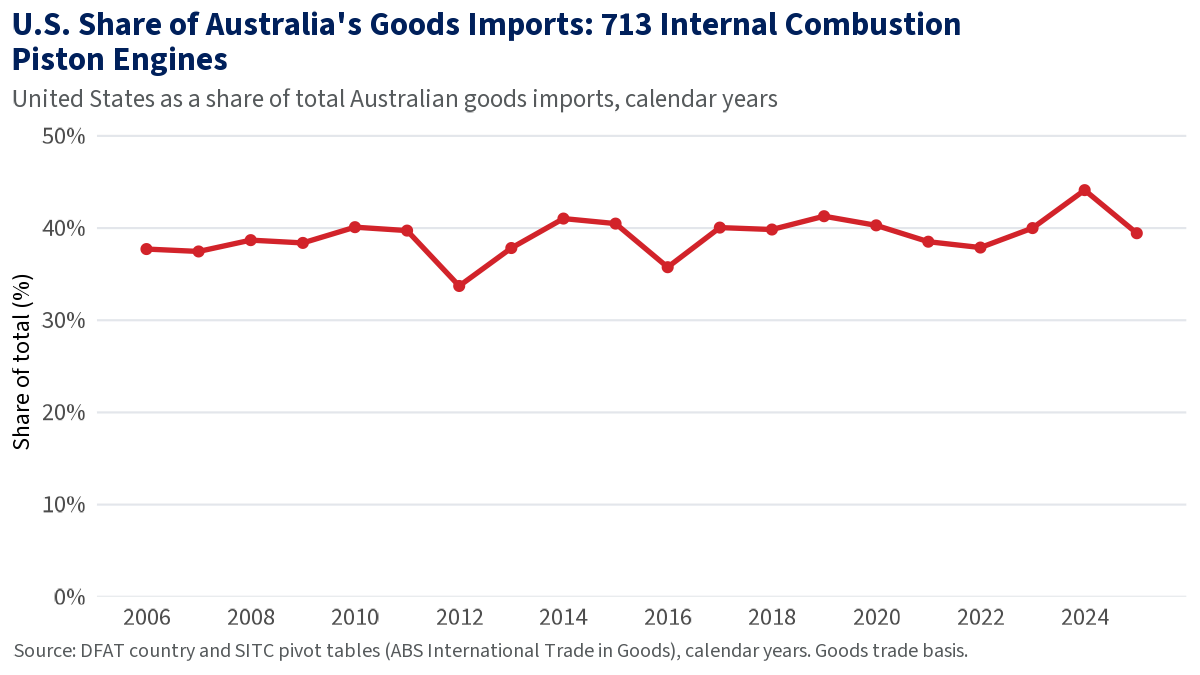 U.S. Share of Australia's Goods Imports: 713 Internal Combustion
Piston Engines
United States as a share of total Australian goods imports, calendar years
Share of total (%)
50%
40%
30%
20%
10%
0%
2006 2008 2010 2012 2014 2016 2018 2020 2022 2024
Source: DFAT country and SITC pivot tables (ABS International Trade in Goods), calendar years. Goods trade basis.